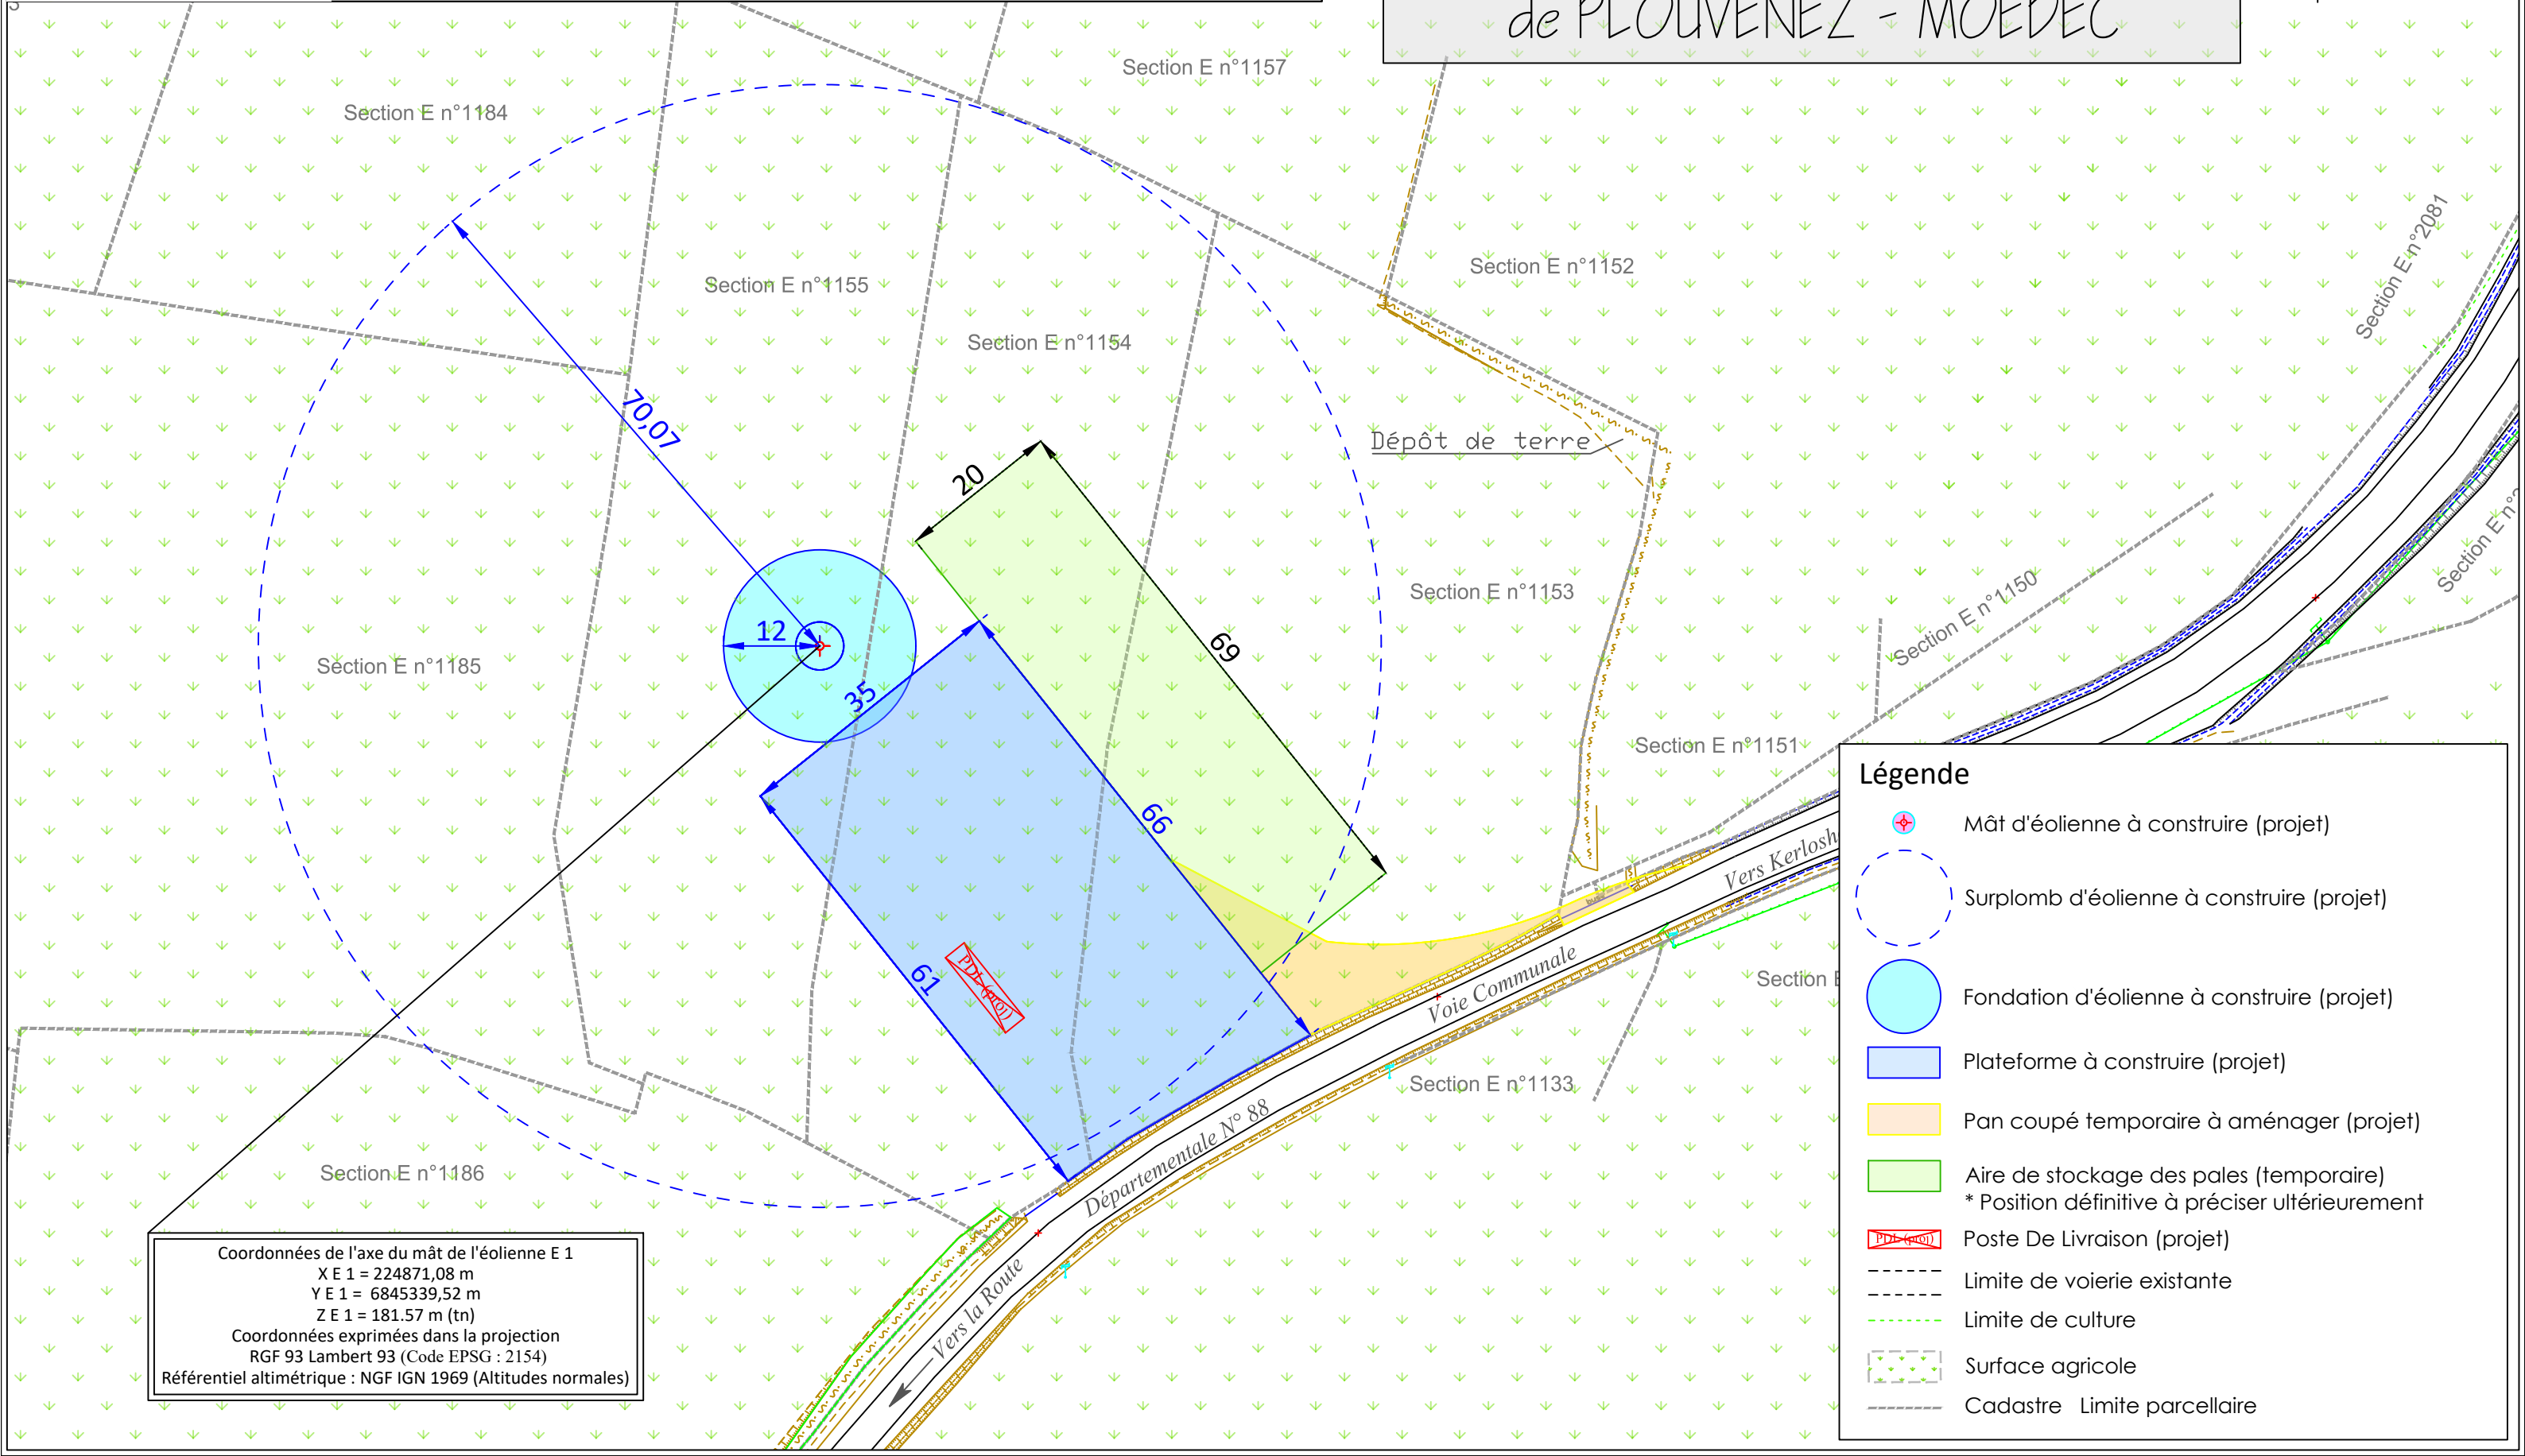 de PLOUVENEZ - MOEDEC
Section E n°1157
Section E n°1184
Section E n°2081
Section E n°1152
Section E n°1155
Section E n°1154
70,07
Dépôt de terre
20
Section E n°
Section E n°1153
Section E n°1150
12
69
Section E n°1185
35
Section E n°1151
66
61
PDL (proj)
Vers Kerlosh
Voie Communale
Section E
Section E n°1133
Départementale N° 88
Section E n°1186
Vers la Route
Coordonnées de l'axe du mât de l'éolienne E 1
X E 1 = 224871,08 m
Y E 1 = 6845339,52 m
Z E 1 = 181.57 m (tn)
Coordonnées exprimées dans la projection
RGF 93 Lambert 93 (Code EPSG : 2154)
Référentiel altimétrique : NGF IGN 1969 (Altitudes normales)
Légende
Mât d'éolienne à construire (projet)
Surplomb d'éolienne à construire (projet)
Fondation d'éolienne à construire (projet)
Plateforme à construire (projet)
Pan coupé temporaire à aménager (projet)
Aire de stockage des pales (temporaire)
* Position définitive à préciser ultérieurement
PDL (proj) Poste De Livraison (projet)
Limite de voierie existante
Limite de culture
Surface agricole
Cadastre Limite parcellaire